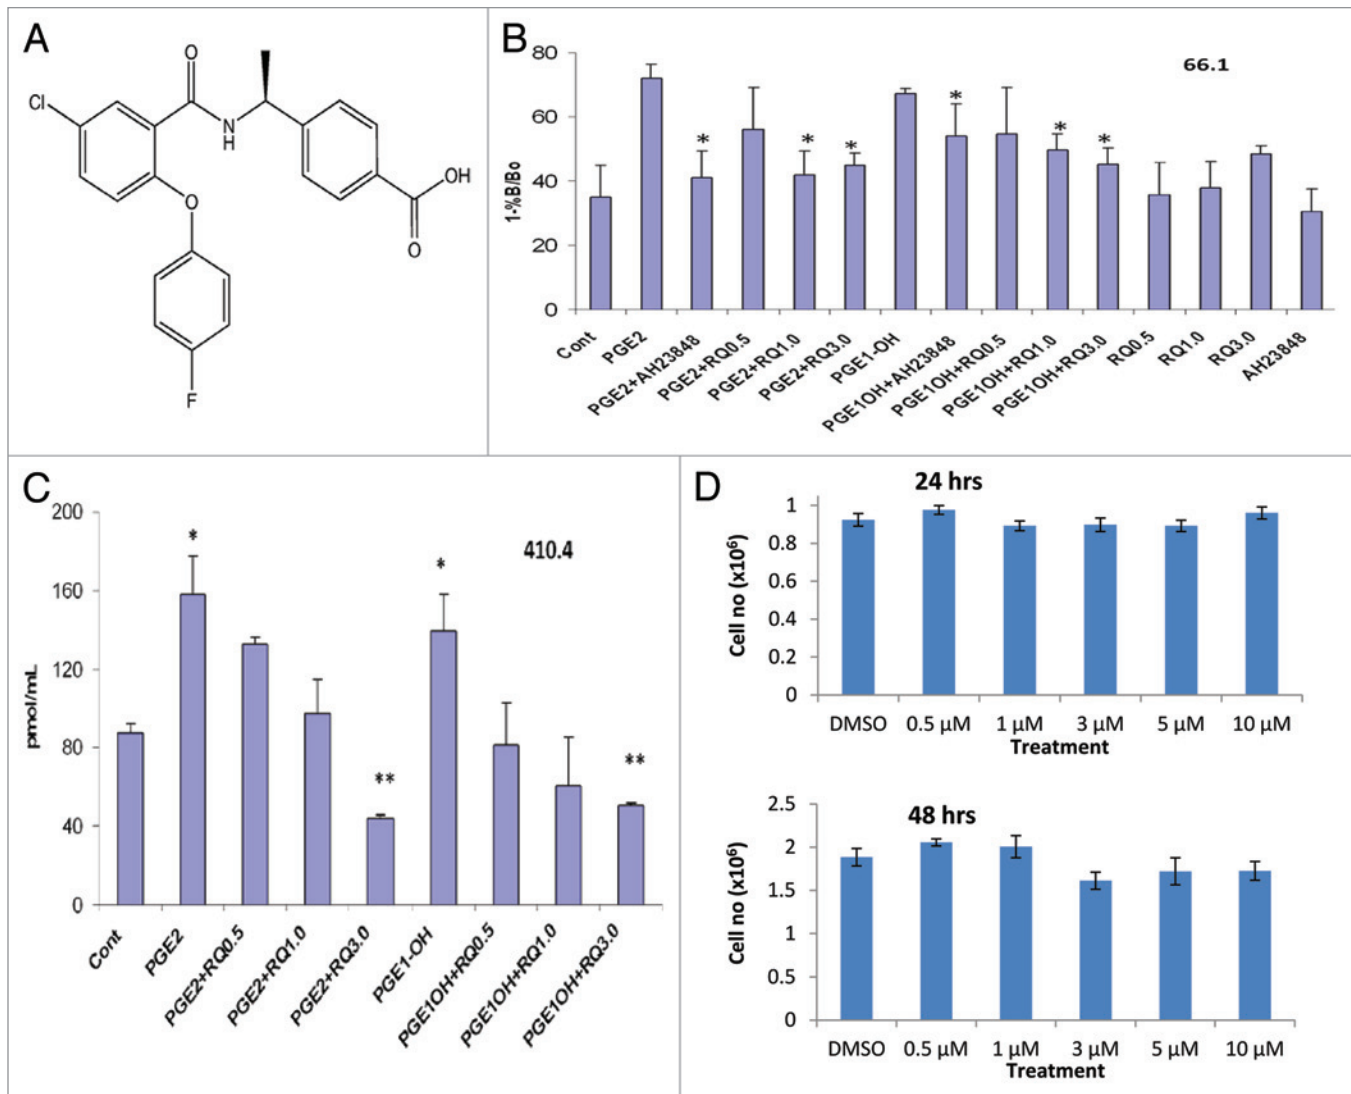 A
O
Cl
N
H
OH
O
O
F
B
80
60
40
20
0
1-%B/Bo
66.1
*
*
*
*
*
*
Cont
PGE2
PGE2+AH23848
PGE2+RQ0.5
PGE2+RQ1.0
PGE2+RQ3.0
PGE1-OH
PGE1OH+AH23848
PGE1OH+RQ0.5
PGE1OH+RQ1.0
PGE1OH+RQ3.0
RQ0.5
RQ1.0
RQ3.0
AH23848
C
200
160
120
80
40
0
pmol/mL
410.4
*
**
*
**
Cont
PGE2
PGE2+RQ0.5
PGE2+RQ1.0
PGE2+RQ3.0
PGE1-OH
PGE1OH+RQ0.5
PGE1OH+RQ1.0
PGE1OH+RQ3.0
D
24 hrs
1
0.8
0.6
0.4
0.2
0
Cell no (x10⁶)
DMSO 0.5 µM 1 µM 3 µM 5 µM 10 µM
Treatment
48 hrs
2.5
2
1.5
1
0.5
0
Cell no (x10⁶)
DMSO 0.5 µM 1 µM 3 µM 5 µM 10 µM
Treatment